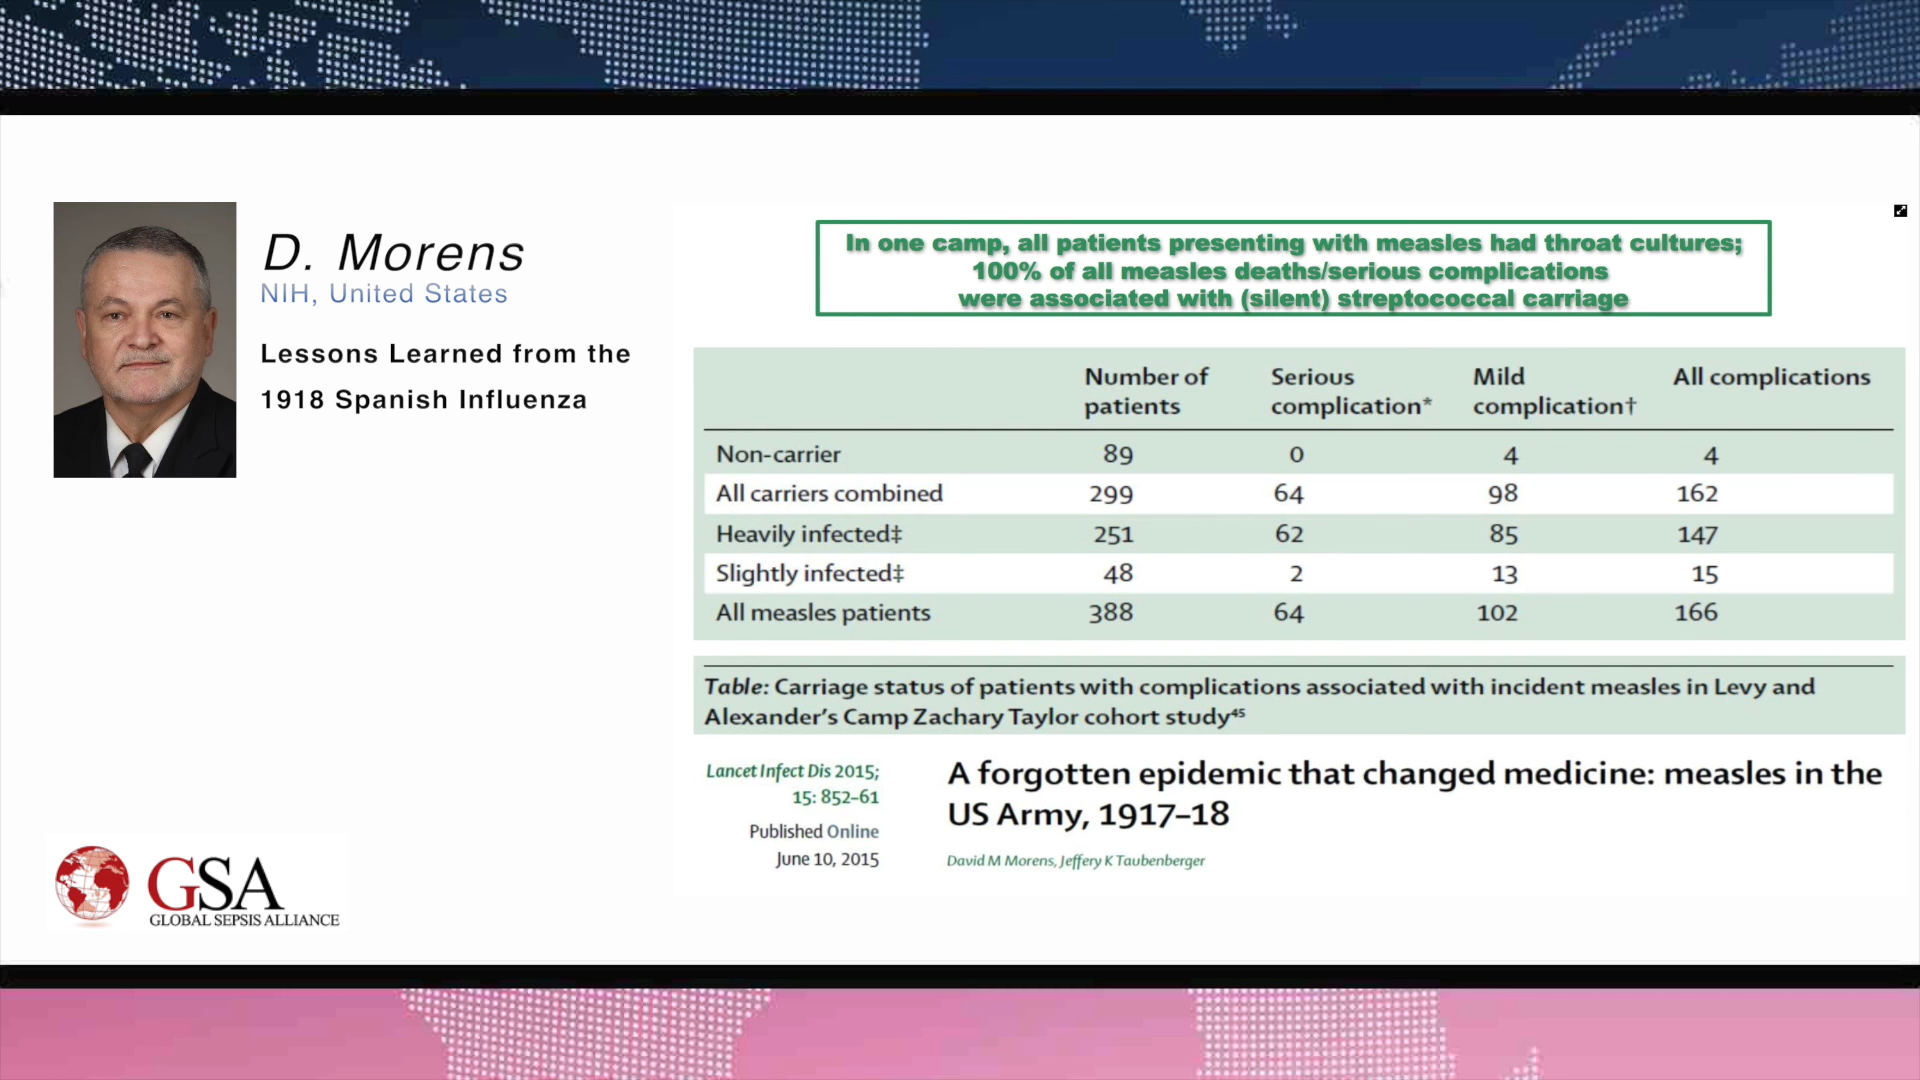 D. Morens
NIH, United States
Lessons Learned from the
1918 Spanish Influenza
In one camp, all patients presenting with measles had throat cultures;
100% of all measles deaths/serious complications
were associated with (silent) streptococcal carriage
Number of patients Serious complication* Mild complication† All complications
Non-carrier 89 0 4 4
All carriers combined 299 64 98 162
Heavily infected‡ 251 62 85 147
Slightly infected‡ 48 2 13 15
All measles patients 388 64 102 166
Table: Carriage status of patients with complications associated with incident measles in Levy and
Alexander's Camp Zachary Taylor cohort study⁴⁵
Lancet Infect Dis 2015;
15: 852–61
Published Online
June 10, 2015
A forgotten epidemic that changed medicine: measles in the
US Army, 1917–18
David M Morens, Jeffery K Taubenberger
GSA
GLOBAL SEPSIS ALLIANCE